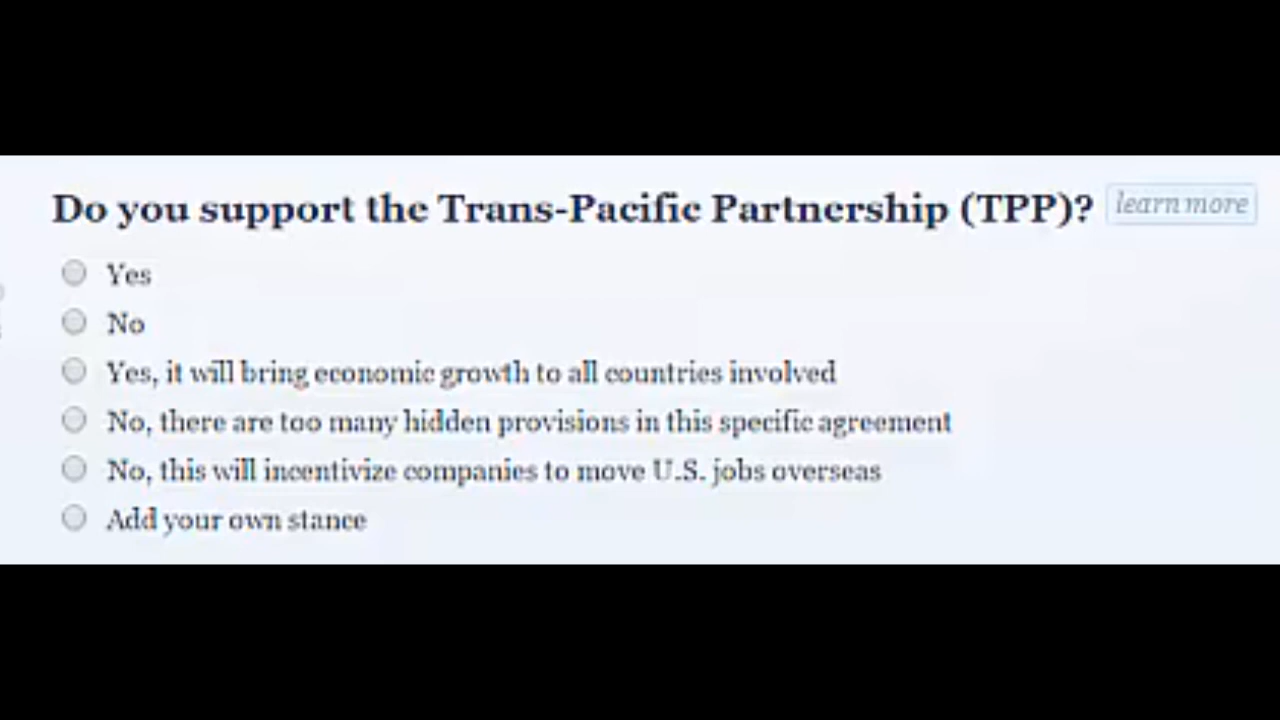 Do you support the Trans-Pacific Partnership (TPP)? learn more
Yes
No
Yes, it will bring economic growth to all countries involved
No, there are too many hidden provisions in this specific agreement
No, this will incentivize companies to move U.S. jobs overseas
Add your own stance